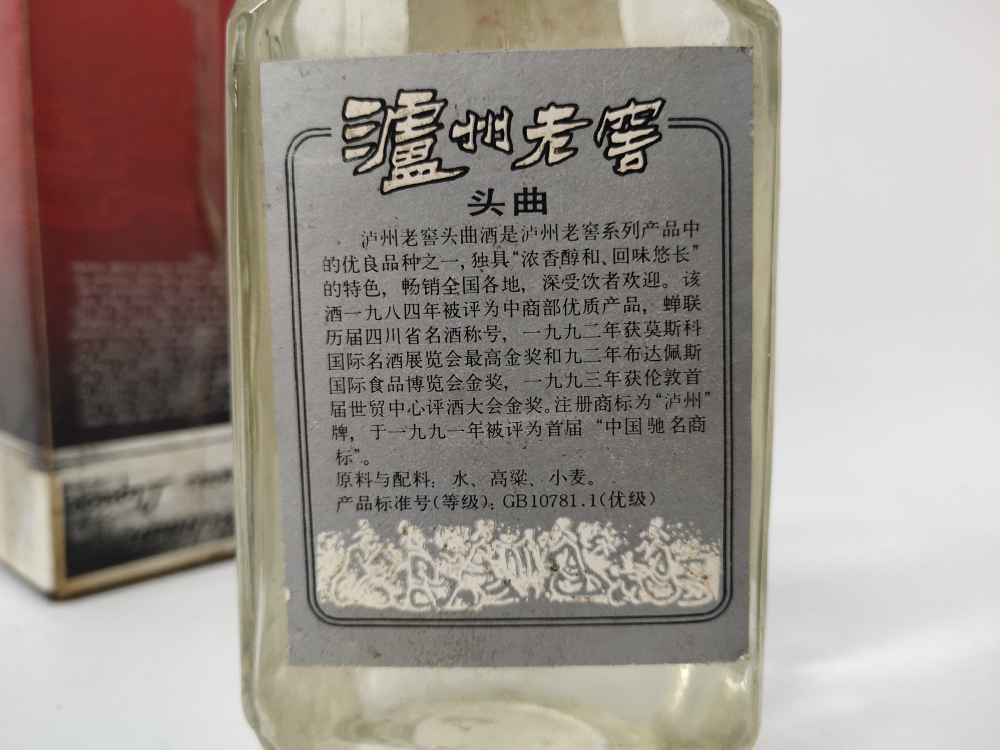 泸州老窖
头曲
泸州老窖头曲酒是泸州老窖系列产品中
的优良品种之一，独具“浓香醇和、回味悠长”
的特色，畅销全国各地，深受饮者欢迎。该
酒一九八四年被评为中商部优质产品，蝉联
历届四川省名酒称号，一九九二年获莫斯科
国际名酒展览会最高金奖和九二年布达佩斯
国际食品博览会金奖，一九九三年获伦敦首
届世贸中心评酒大会金奖。注册商标为“泸州”
牌，于一九九一年被评为首届“中国驰名商
标”。
原料与配料：水、高粱、小麦。
产品标准号(等级)：GB10781.1(优级)